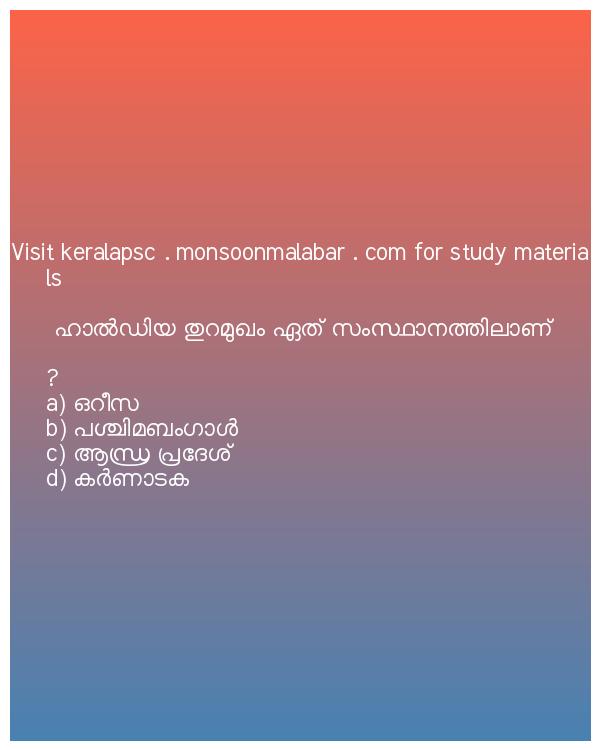 Visit keralapsc . monsoonmalabar . com for study materia
ls
ഹാൽഡിയ തുറമുഖം ഏത് സംസ്ഥാനത്തിലാണ്
?
a) ഒറീസ
b) പശ്ചിമബംഗാൾ
c) ആന്ധ്ര പ്രദേശ്
d) കർണാടക